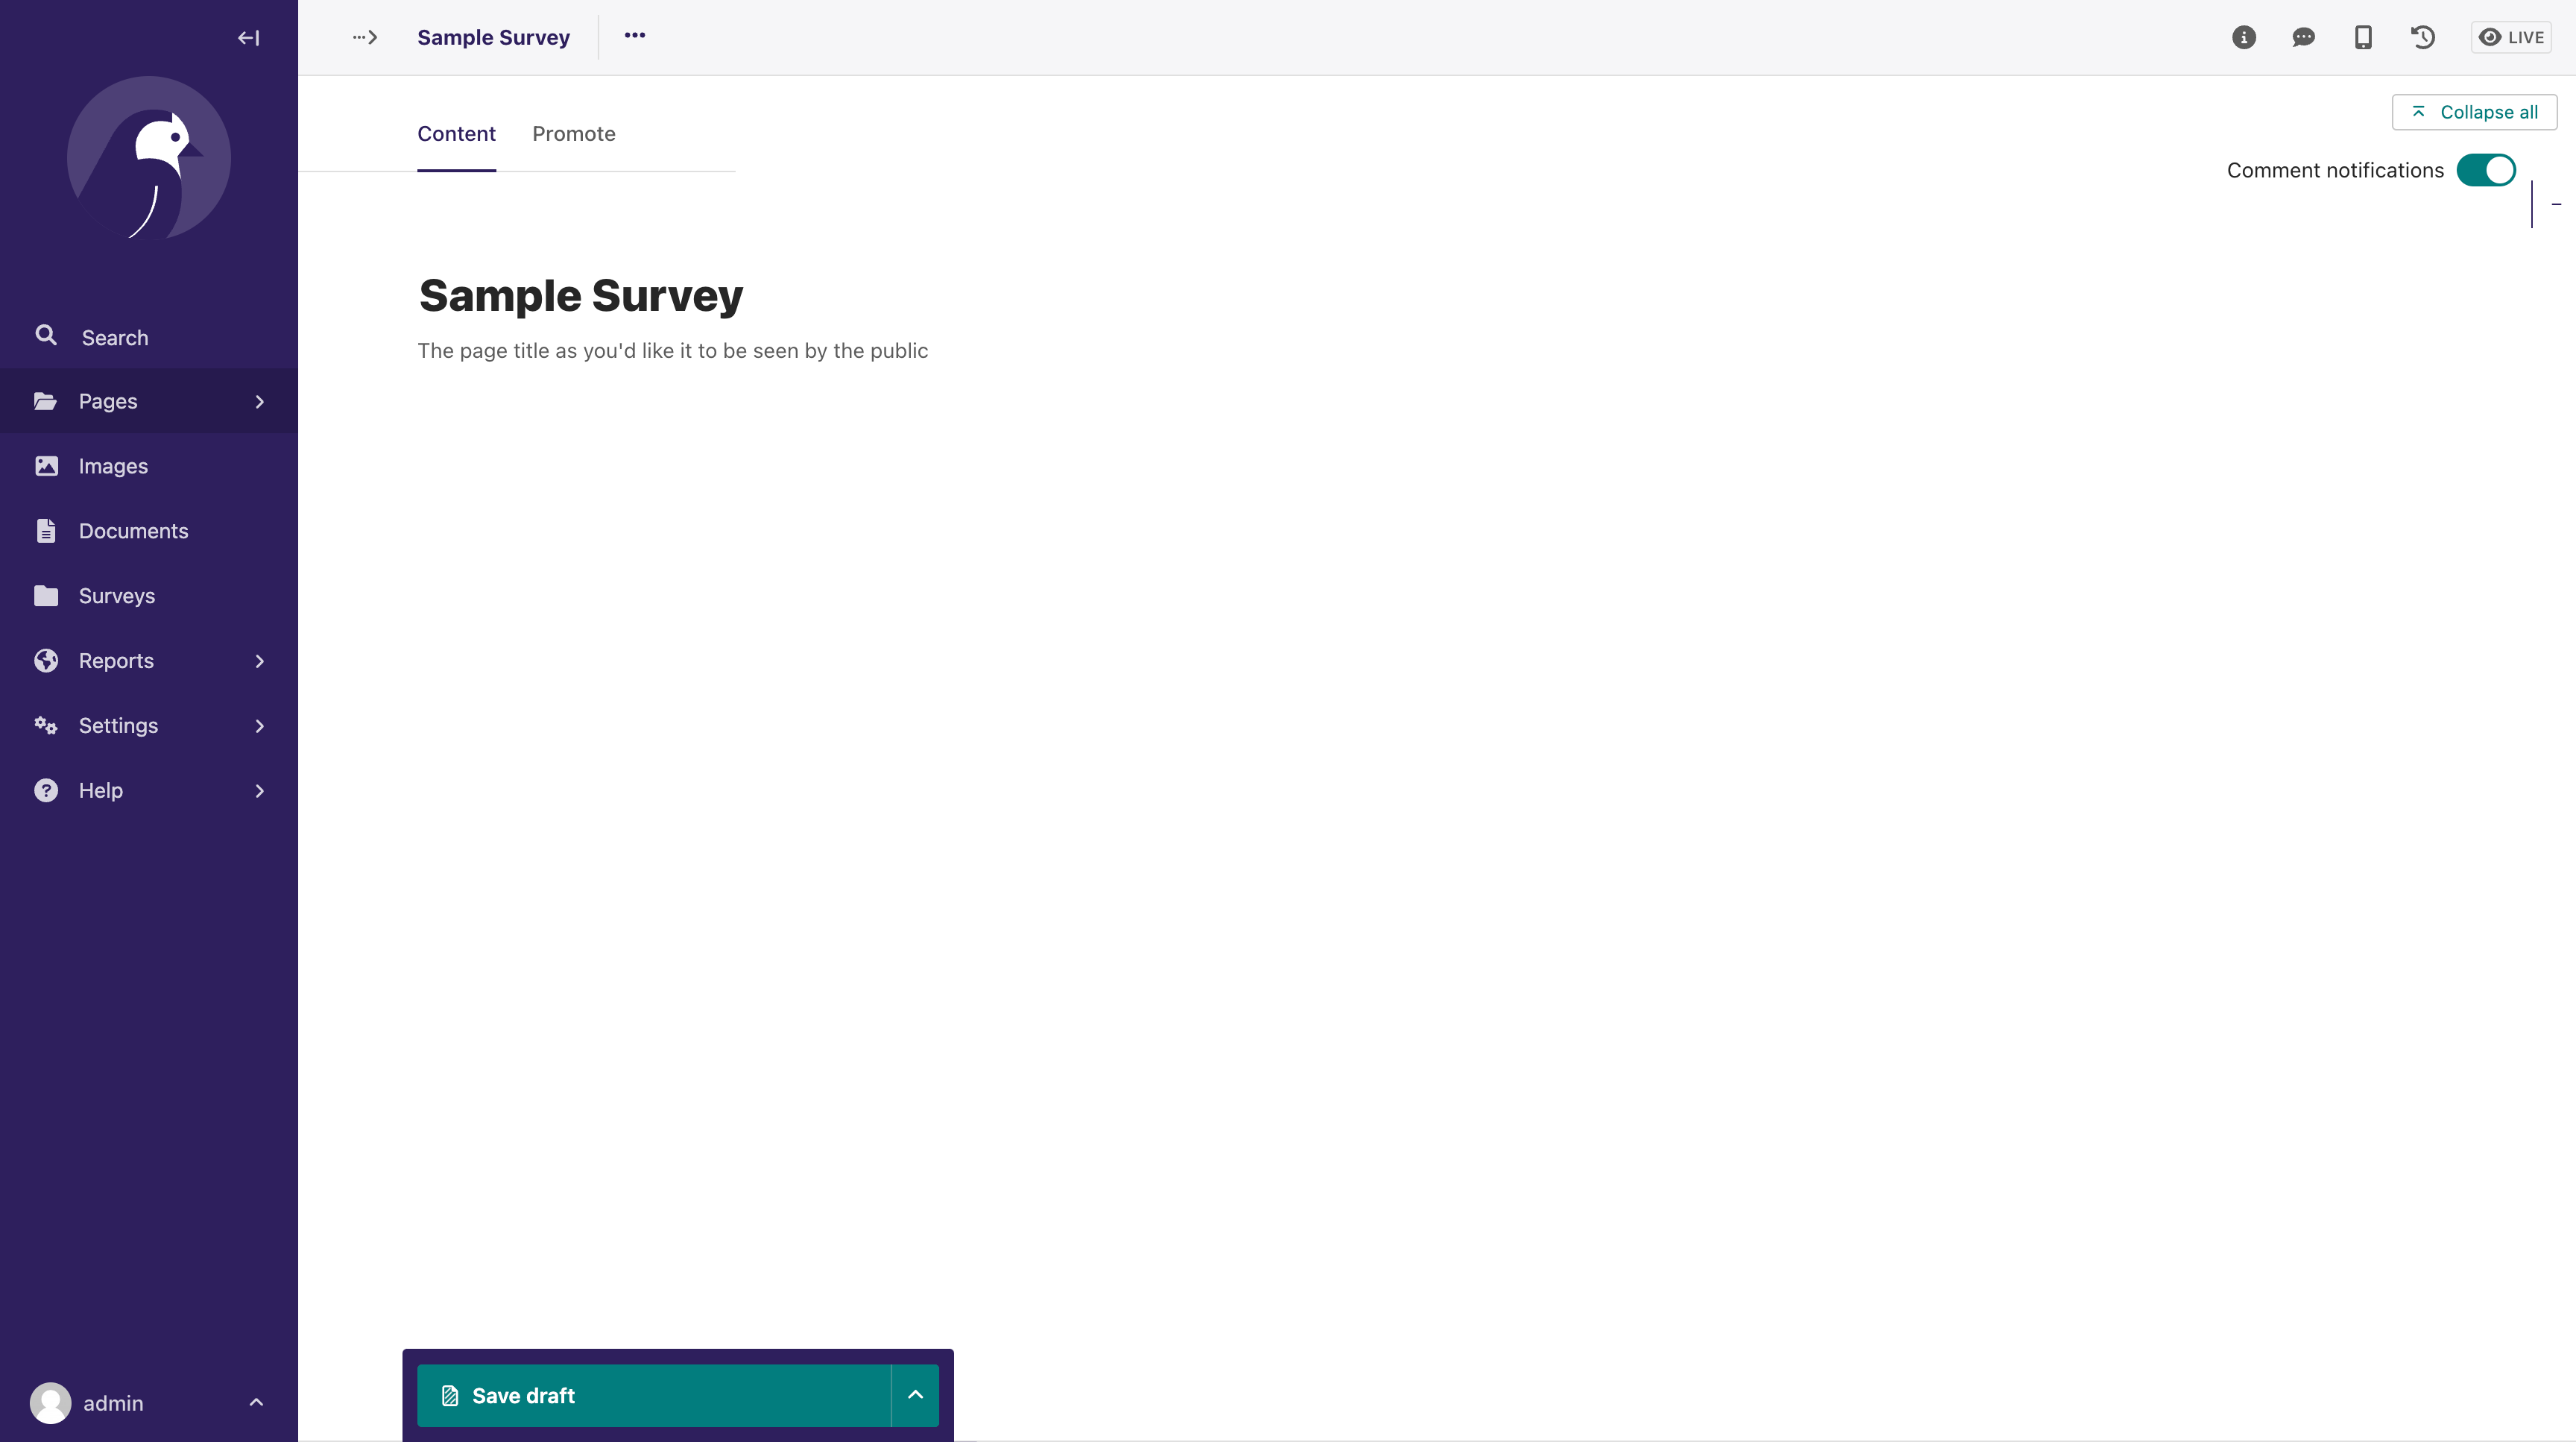 Sample Survey
LIVE
Content
Promote
Collapse all
Comment notifications
Sample Survey
The page title as you'd like it to be seen by the public
Search
Pages
Images
Documents
Surveys
Reports
Settings
Help
admin
Save draft